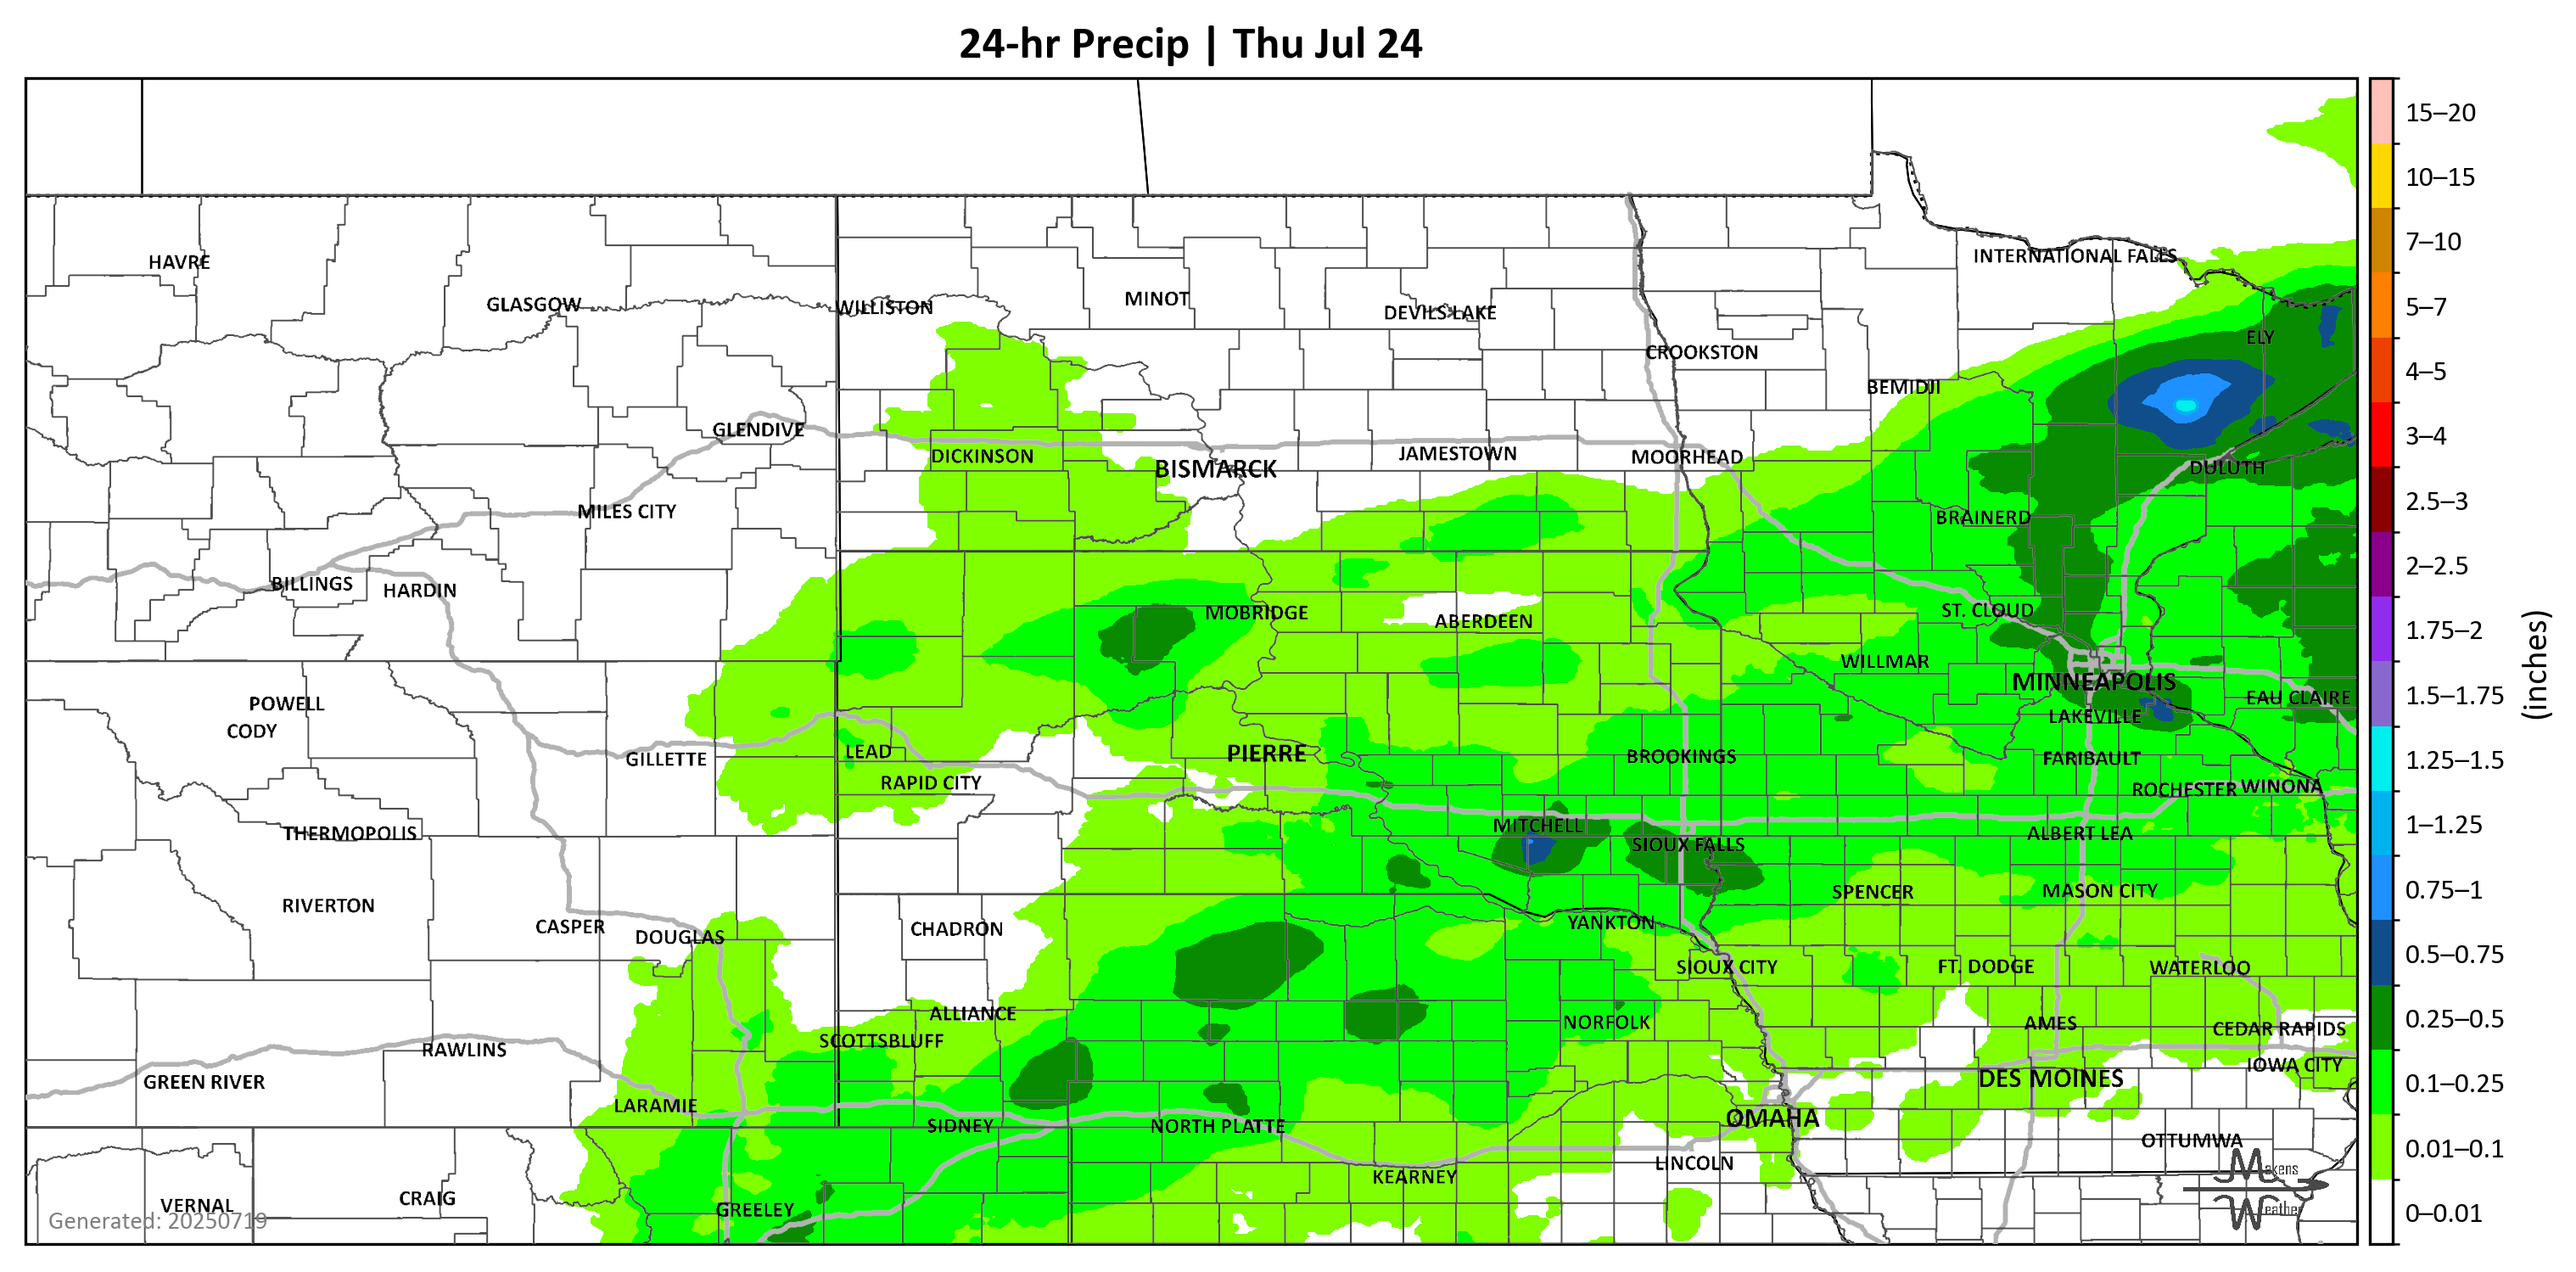 24-hr Precip | Thu Jul 24
15–20
10–15
7–10
5–7
4–5
3–4
2.5–3
2–2.5
1.75–2
1.5–1.75
1.25–1.5
1–1.25
0.75–1
0.5–0.75
0.25–0.5
0.1–0.25
0.01–0.1
0–0.01
(inches)
INTERNATIONAL FALLS
HAVRE
GLASGOW
WILLISTON
MINOT
DEVILS LAKE
ELY
CROOKSTON
BEMIDJI
GLENDIVE
DICKINSON
BISMARCK
JAMESTOWN
MOORHEAD
DULUTH
MILES CITY
BRAINERD
BILLINGS
HARDIN
MOBRIDGE
ABERDEEN
ST. CLOUD
WILLMAR
MINNEAPOLIS
EAU CLAIRE
POWELL
CODY
LAKEVILLE
GILLETTE
LEAD
PIERRE
BROOKINGS
FARIBAULT
RAPID CITY
ROCHESTER
WINONA
THERMOPOLIS
MITCHELL
SIOUX FALLS
ALBERT LEA
RIVERTON
SPENCER
MASON CITY
CASPER
DOUGLAS
CHADRON
YANKTON
SIOUX CITY
FT. DODGE
WATERLOO
ALLIANCE
NORFOLK
AMES
CEDAR RAPIDS
SCOTTSBLUFF
RAWLINS
IOWA CITY
GREEN RIVER
DES MOINES
LARAMIE
SIDNEY
NORTH PLATTE
OMAHA
OTTUMWA
LINCOLN
KEARNEY
VERNAL
CRAIG
GREELEY
Generated: 20250719
Makens
Weather